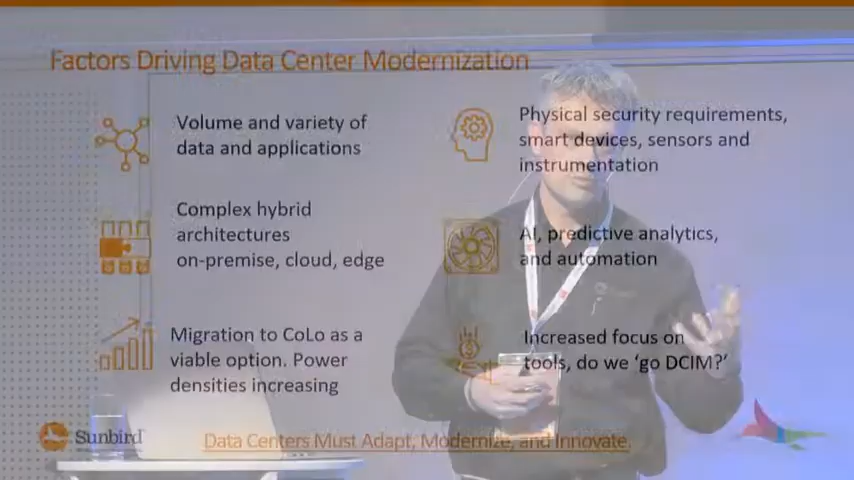 Factors Driving Data Center Modernization
Volume and variety of
data and applications
Complex hybrid
architectures
on-premise, cloud, edge
Migration to CoLo as a
viable option. Power
densities increasing
Physical security requirements,
smart devices, sensors and
instrumentation
AI, predictive analytics,
and automation
Increased focus on
tools, do we 'go DCIM?'
Sunbird
Data Centers Must Adapt, Modernize, and Innovate.